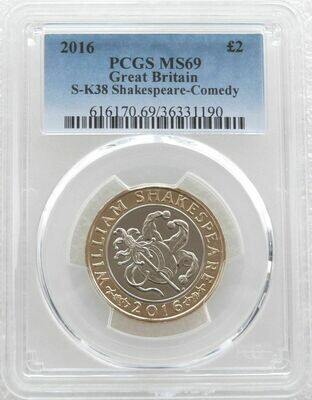 2016 £2
PCGS MS69
Great Britain
S-K38 Shakespeare-Comedy
616170.69/36331190
WILLIAM SHAKESPEARE
2016